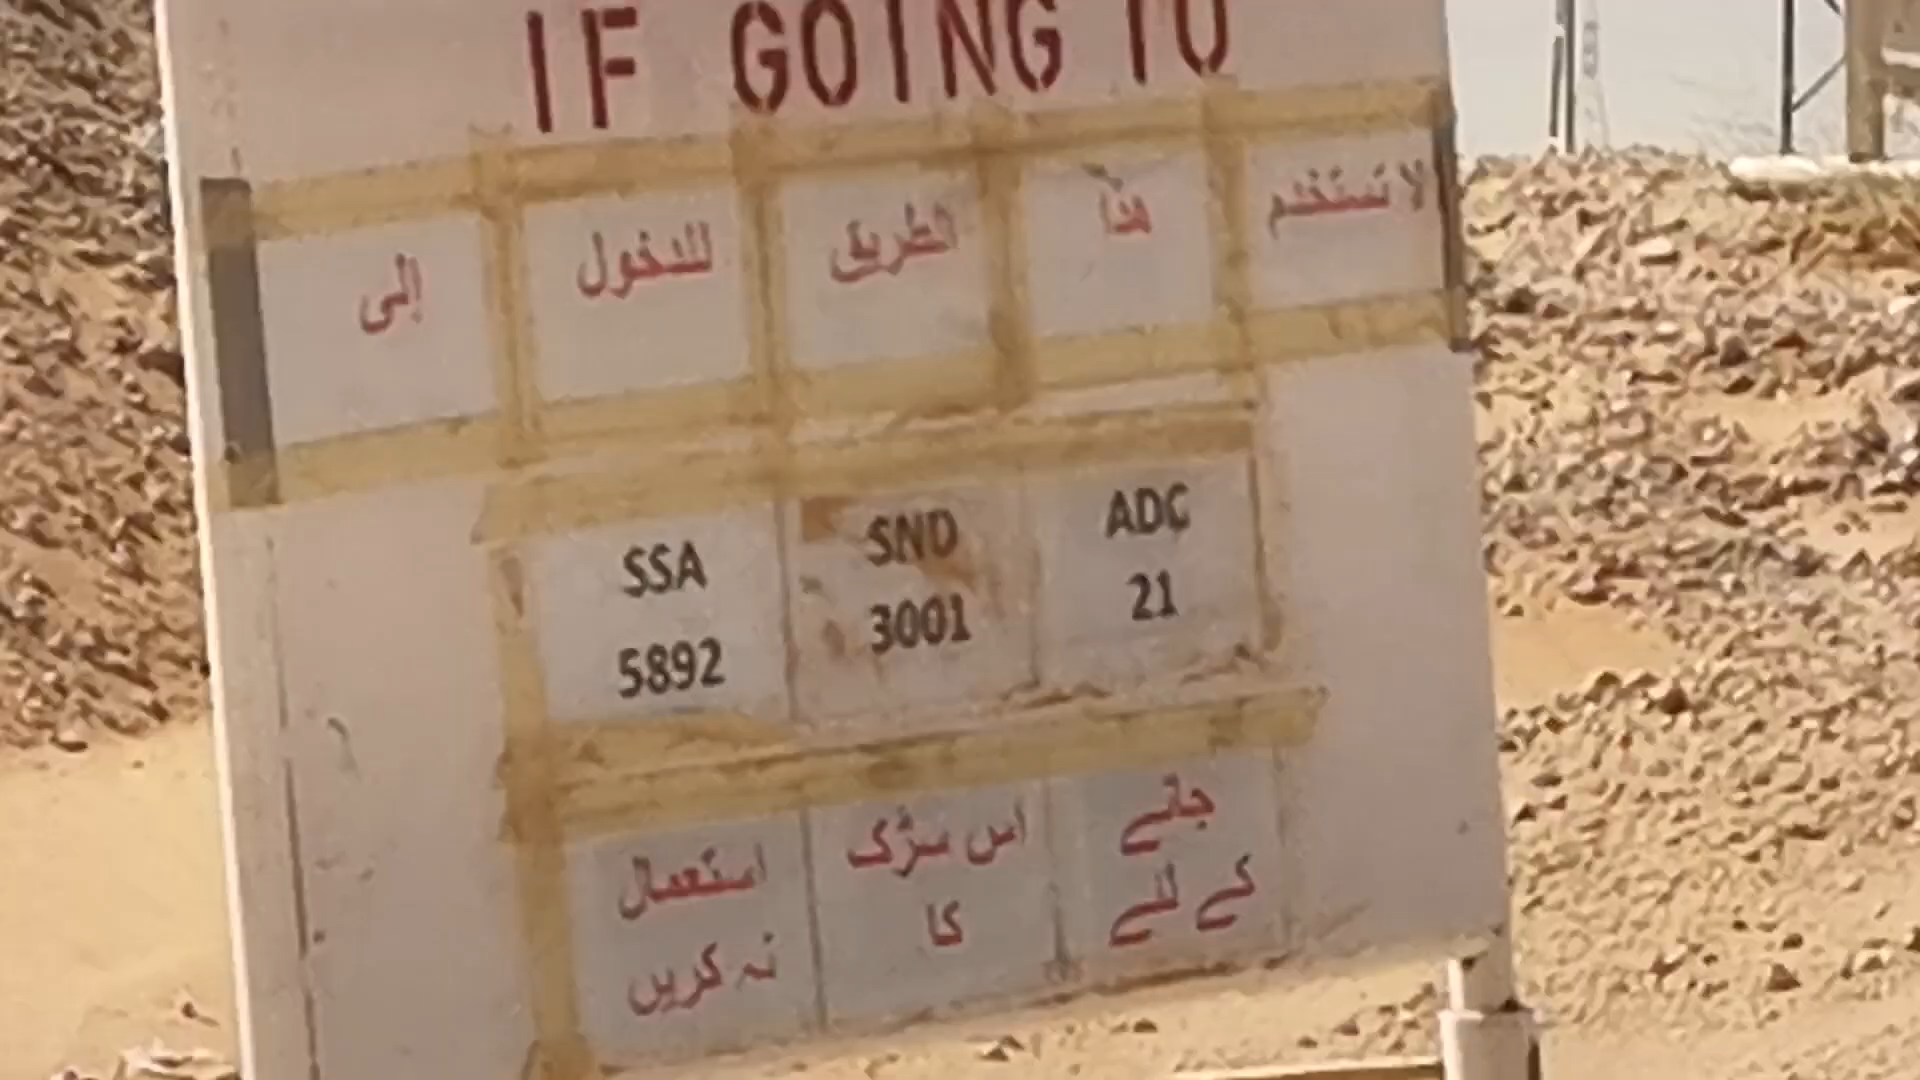 IF GOING TO
لا تستخدم هذا الطريق للدخول إلى
SSA 5892 SND 3001 ADC 21
جانے کے لئے اس سڑک کا استعمال نہ کریں